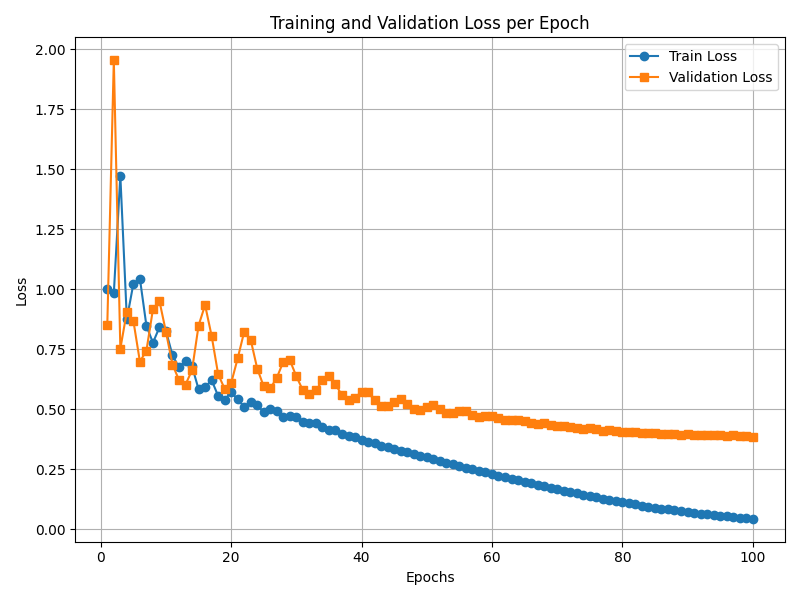 Training and Validation Loss per Epoch
Train Loss
Validation Loss
2.00
1.75
1.50
1.25
1.00
0.75
0.50
0.25
0.00
Loss
0 20 40 60 80 100
Epochs